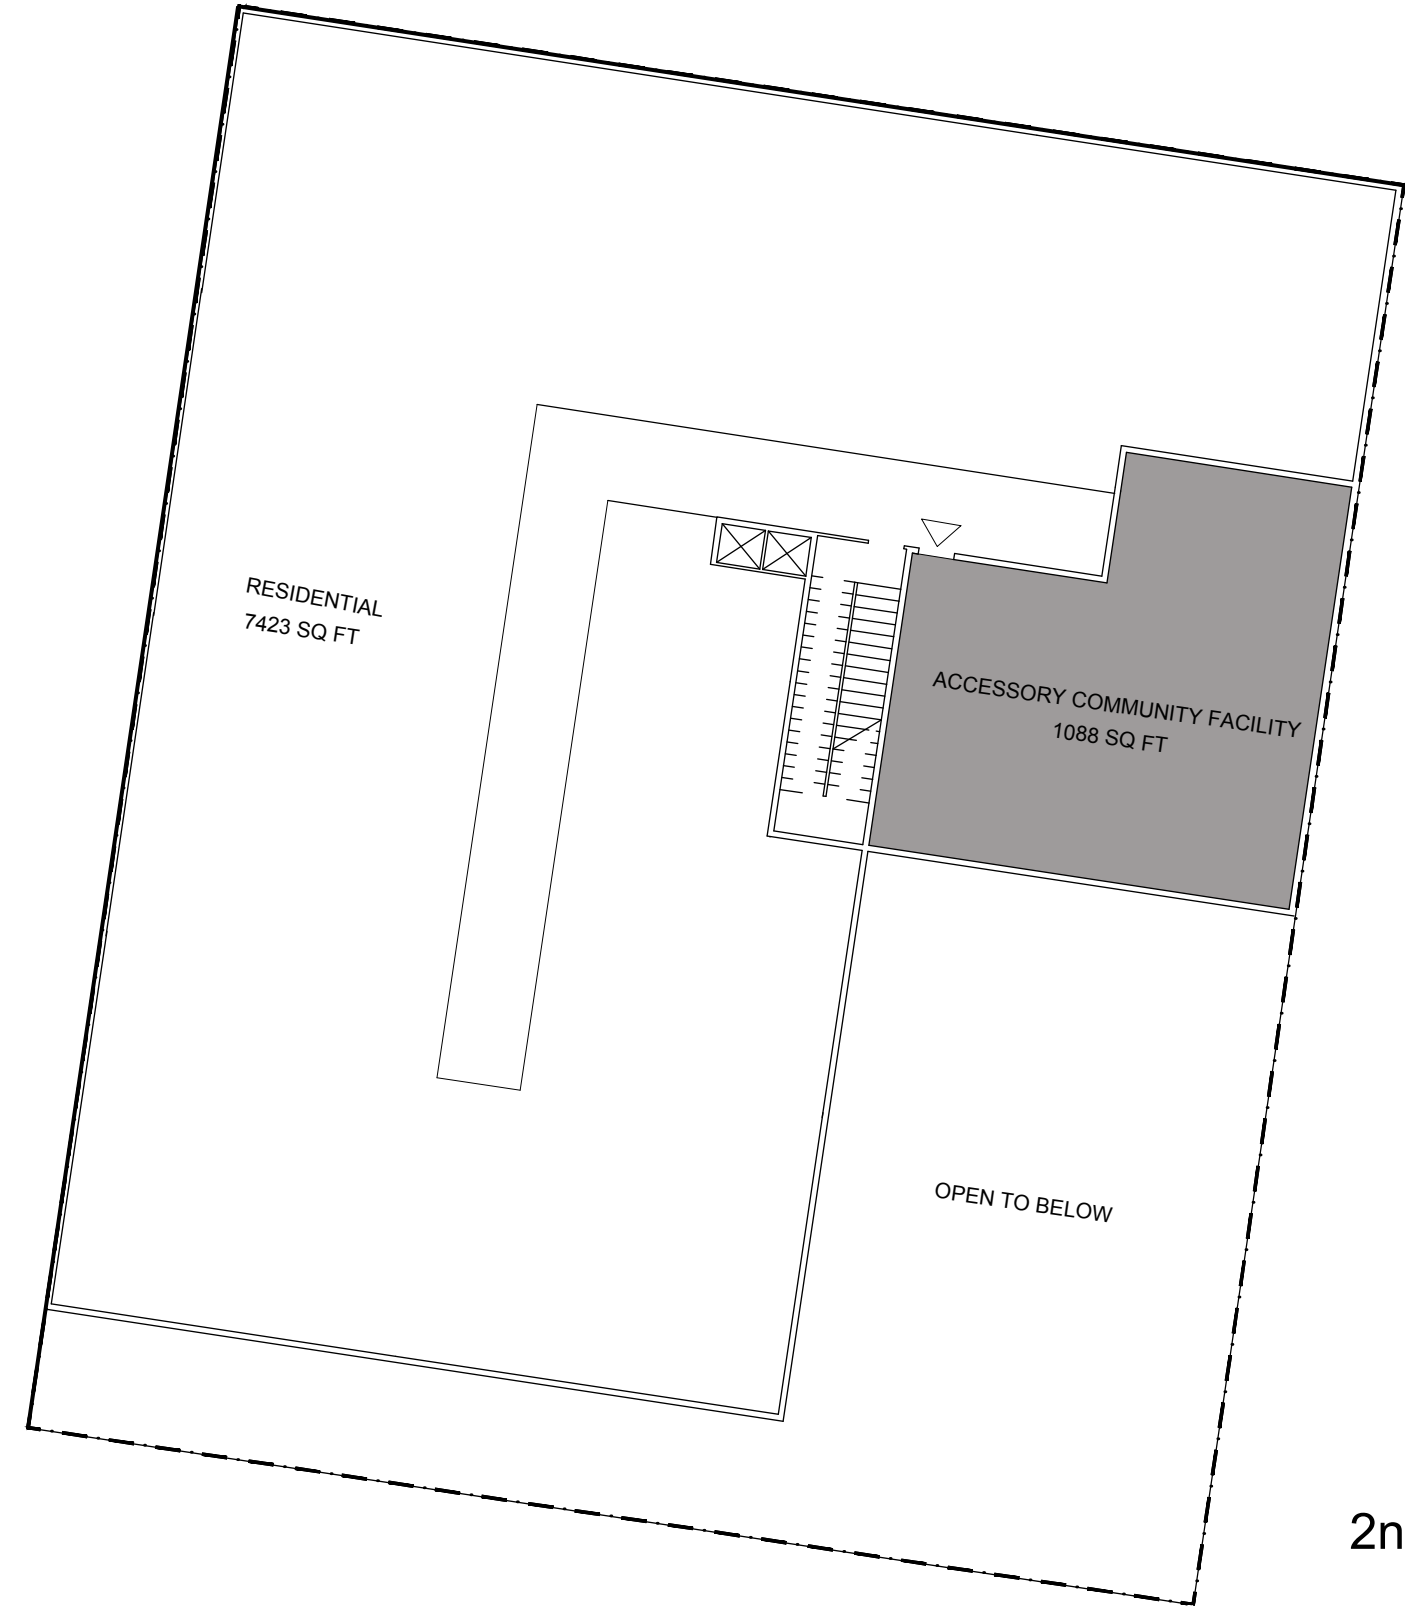 RESIDENTIAL
7423 SQ FT
ACCESSORY COMMUNITY FACILITY
1088 SQ FT
OPEN TO BELOW
2n